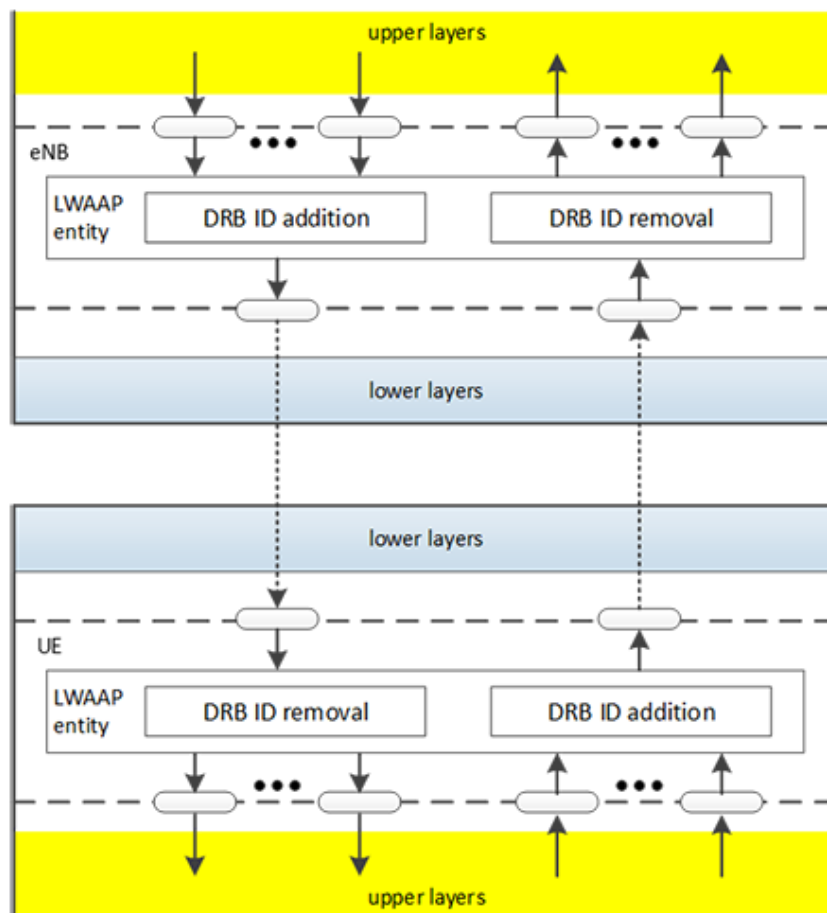 upper layers
eNB
LWAAP
entity
DRB ID addition
DRB ID removal
lower layers
lower layers
UE
LWAAP
entity
DRB ID removal
DRB ID addition
upper layers